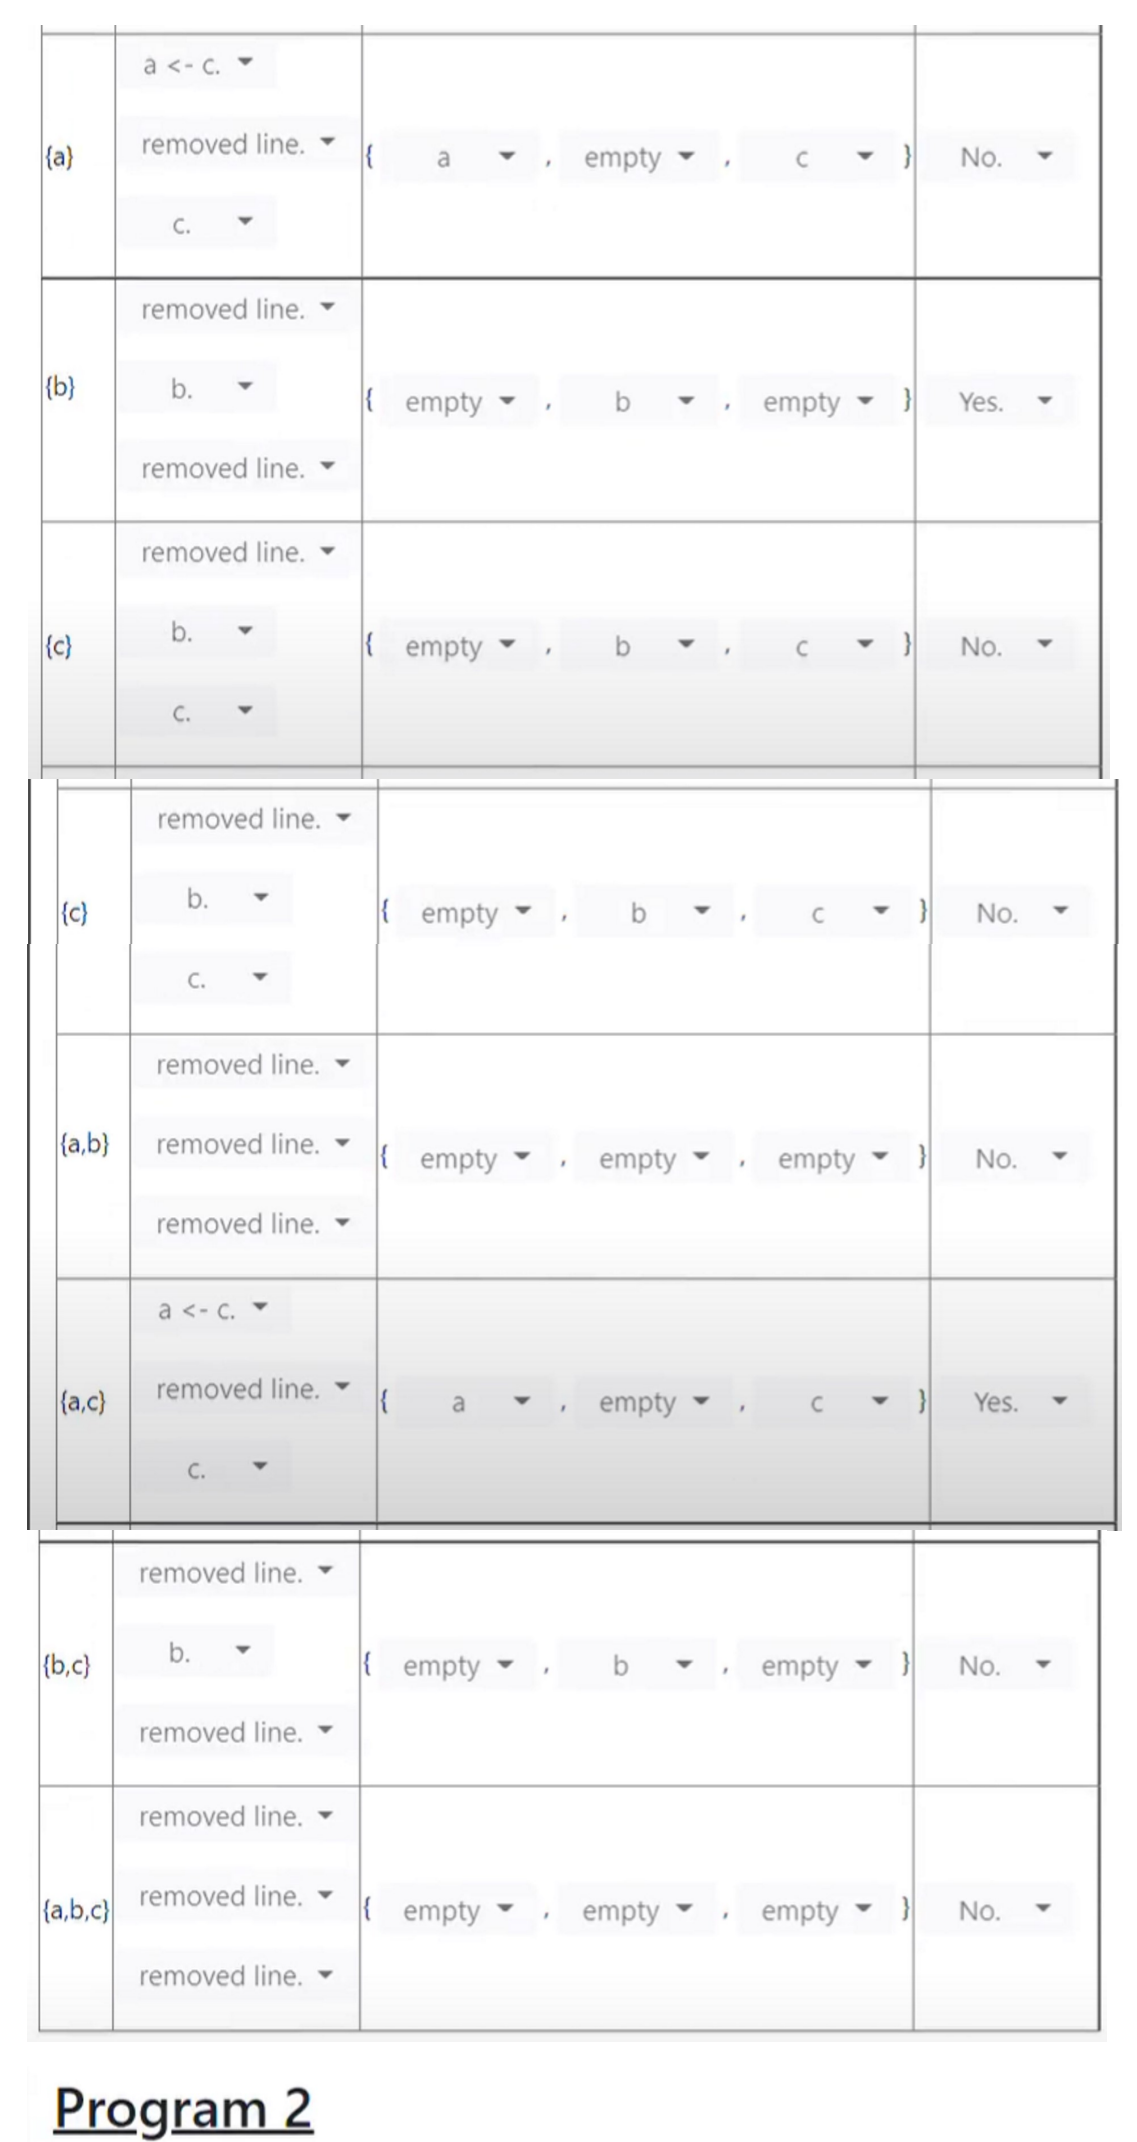 a <- c.
removed line.
{a} { a , empty , c } No.
c.
removed line.
{b} b. { empty , b , empty } Yes.
removed line.
removed line.
b.
{c} { empty , b , c } No.
c.
removed line.
b.
{c} { empty , b , c } No.
c.
removed line.
{a,b} removed line. { empty , empty , empty } No.
removed line.
a <- c.
removed line.
{a,c} { a , empty , c } Yes.
c.
removed line.
b.
{b,c} { empty , b , empty } No.
removed line.
removed line.
removed line.
{a,b,c} { empty , empty , empty } No.
removed line.
Program 2